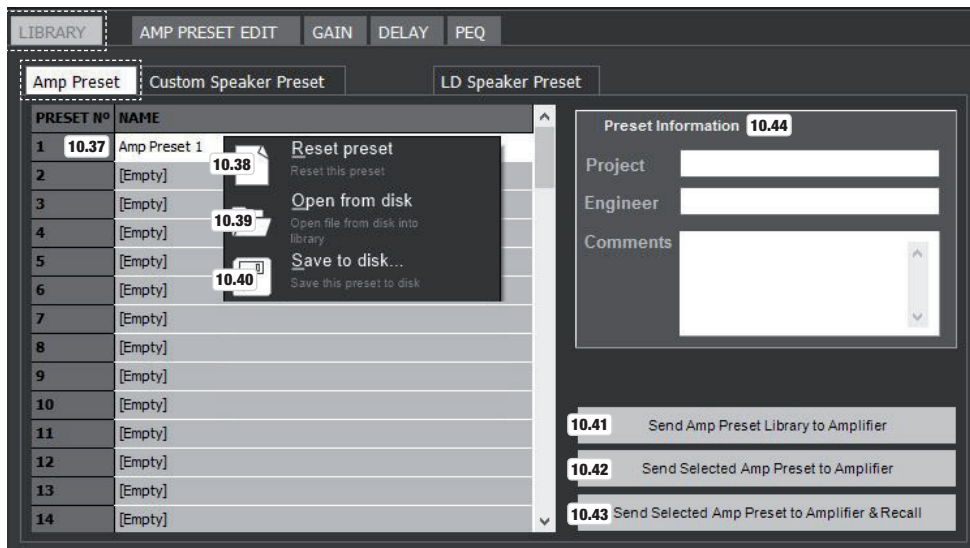 LIBRARY AMP PRESET EDIT GAIN DELAY PEQ
Amp Preset Custom Speaker Preset LD Speaker Preset
PRESET Nº NAME
1 10.37 Amp Preset 1
2 [Empty]
3 [Empty]
4 [Empty]
5 [Empty]
6 [Empty]
7 [Empty]
8 [Empty]
9 [Empty]
10 [Empty]
11 [Empty]
12 [Empty]
13 [Empty]
14 [Empty]
10.38 Reset preset
Reset this preset
10.39 Open from disk
Open file from disk into
library
10.40 Save to disk...
Save this preset to disk
Preset Information 10.44
Project
Engineer
Comments
10.41 Send Amp Preset Library to Amplifier
10.42 Send Selected Amp Preset to Amplifier
10.43 Send Selected Amp Preset to Amplifier & Recall